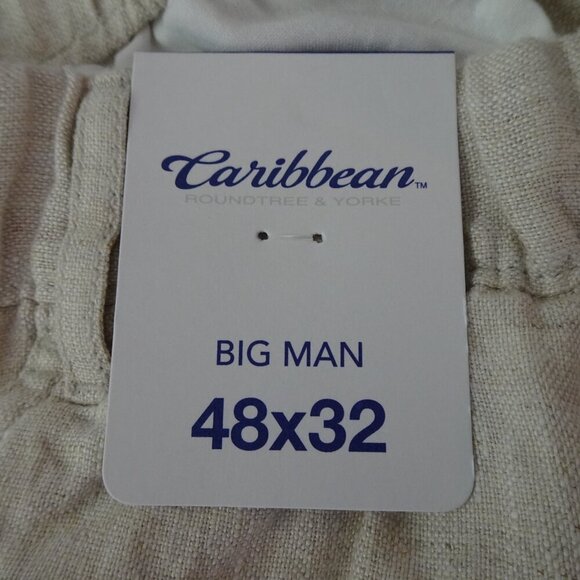 Caribbean™
ROUNDTREE & YORKE
BIG MAN
48x32